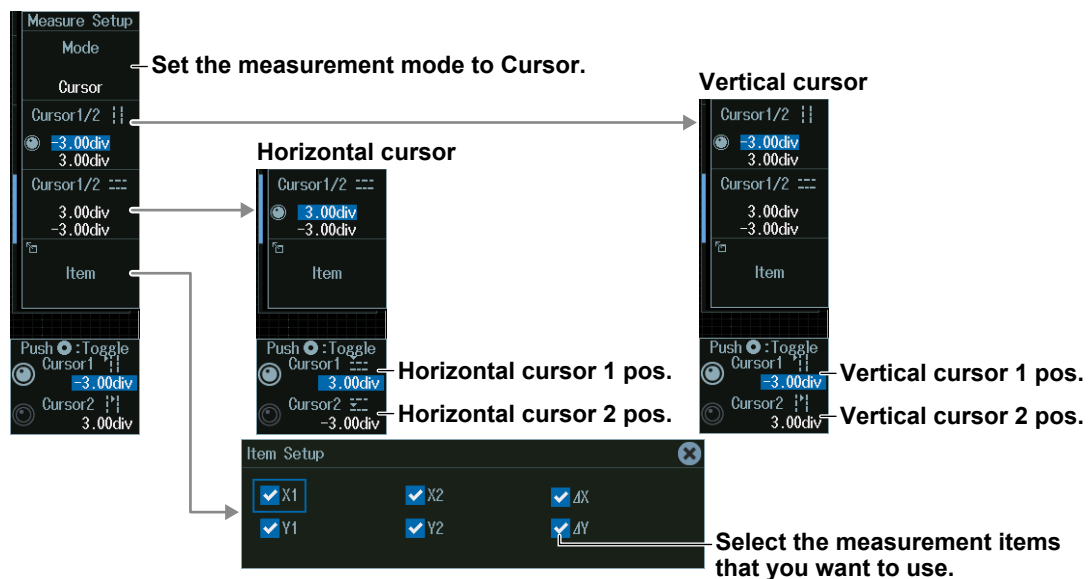 Measure Setup
Mode
Cursor
Set the measurement mode to Cursor.
Cursor1/2
-3.00div
3.00div
Cursor1/2
3.00div
-3.00div
Item
Push :Toggle
Cursor1
-3.00div
Cursor2
3.00div
Horizontal cursor
Cursor1/2
3.00div
-3.00div
Item
Push :Toggle
Cursor1
3.00div
Cursor2
-3.00div
Horizontal cursor 1 pos.
Horizontal cursor 2 pos.
Vertical cursor
Cursor1/2
-3.00div
3.00div
Cursor1/2
3.00div
-3.00div
Item
Push :Toggle
Cursor1
-3.00div
Cursor2
3.00div
Vertical cursor 1 pos.
Vertical cursor 2 pos.
Item Setup
X1 X2 ΔX
Y1 Y2 ΔY
Select the measurement items
that you want to use.